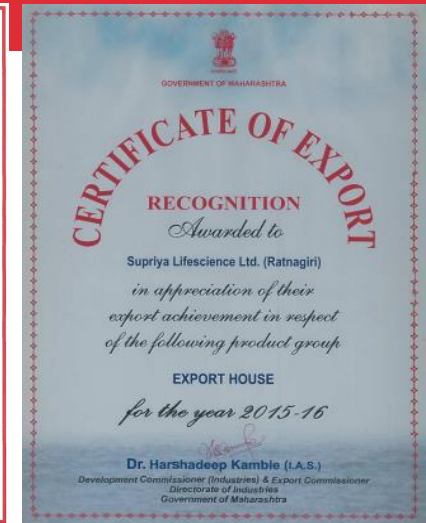 GOVERNMENT OF MAHARASHTRA
CERTIFICATE OF EXPORT
RECOGNITION
Awarded to
Supriya Lifescience Ltd. (Ratnagiri)
in appreciation of their
export achievement in respect
of the following product group
EXPORT HOUSE
for the year 2015-16
Dr. Harshadeep Kamble (I.A.S.)
Development Commissioner (Industries) & Export Commissioner
Directorate of Industries
Government of Maharashtra